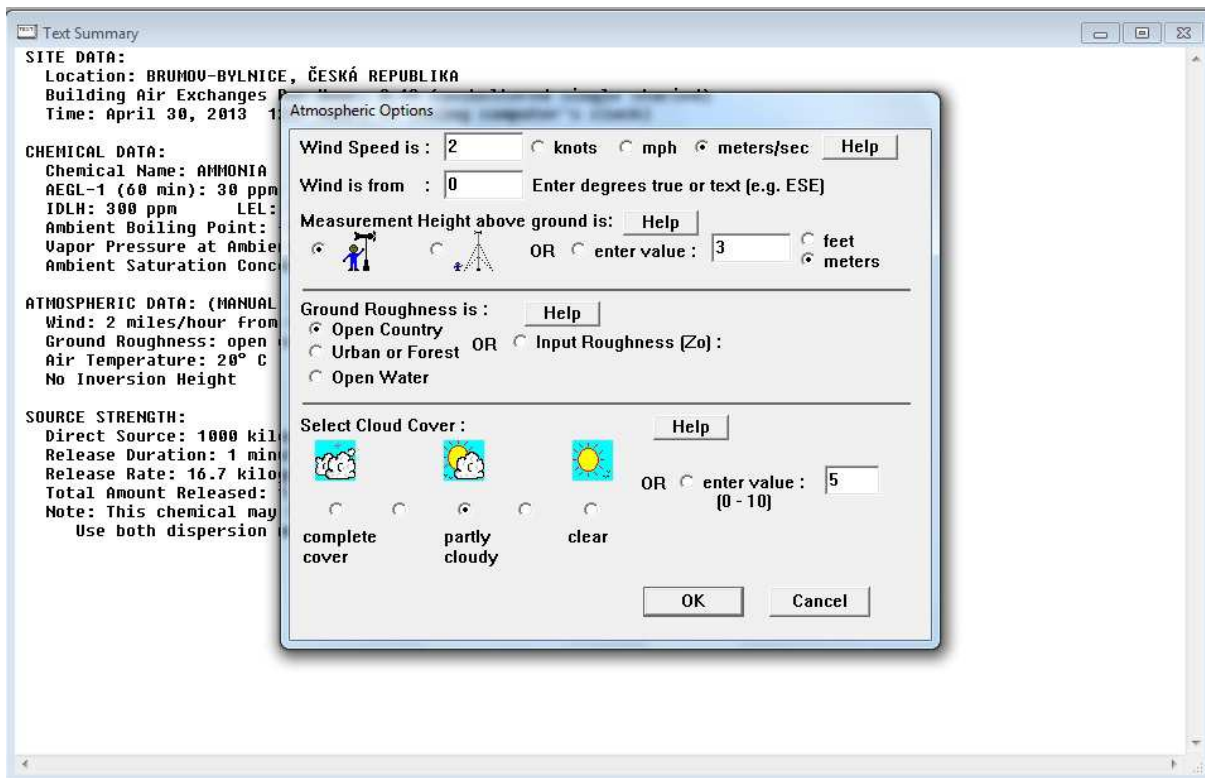 Text Summary
SITE DATA:
Location: BRUMOV-BYLNICE, ČESKÁ REPUBLIKA
Building Air Exchanges
Time: April 30, 2013
CHEMICAL DATA:
Chemical Name: AMMONIA
AEGL-1 (60 min): 30 ppm
IDLH: 300 ppm LEL:
Ambient Boiling Point:
Vapor Pressure at Ambie
Ambient Saturation Conc
ATMOSPHERIC DATA: (MANUAL
Wind: 2 miles/hour from
Ground Roughness: open
Air Temperature: 20° C
No Inversion Height
SOURCE STRENGTH:
Direct Source: 1000 kil
Release Duration: 1 min
Release Rate: 16.7 kilo
Total Amount Released:
Note: This chemical may
Use both dispersion
Atmospheric Options
Wind Speed is : 2 knots mph meters/sec Help
Wind is from : 0 Enter degrees true or text (e.g. ESE)
Measurement Height above ground is: Help
OR enter value : 3 feet
meters
Ground Roughness is : Help
Open Country
Urban or Forest OR Input Roughness (Zo) :
Open Water
Select Cloud Cover : Help
OR enter value : 5
(0 - 10)
complete cover partly cloudy clear
OK Cancel